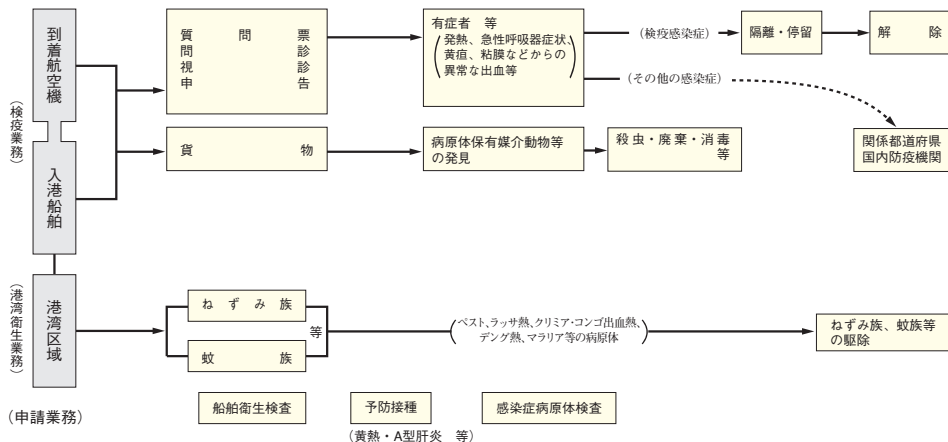 (検疫業務)
到着航空機
入港船舶
質問票
問診
視診
申告
有症者 等
(発熱、急性呼吸器症状、
黄疸、粘膜などからの
異常な出血等)
(検疫感染症)
隔離・停留
解除
(その他の感染症)
関係都道府県
国内防疫機関
貨物
病原体保有媒介動物等
の発見
殺虫・廃棄・消毒
等
(港湾衛生業務)
港湾区域
ねずみ族
蚊族
等
(ペスト、ラッサ熱、クリミア・コンゴ出血熱、
デング熱、マラリア等の病原体)
ねずみ族、蚊族等
の駆除
(申請業務)
船舶衛生検査
予防接種
(黄熱・A型肝炎 等)
感染症病原体検査